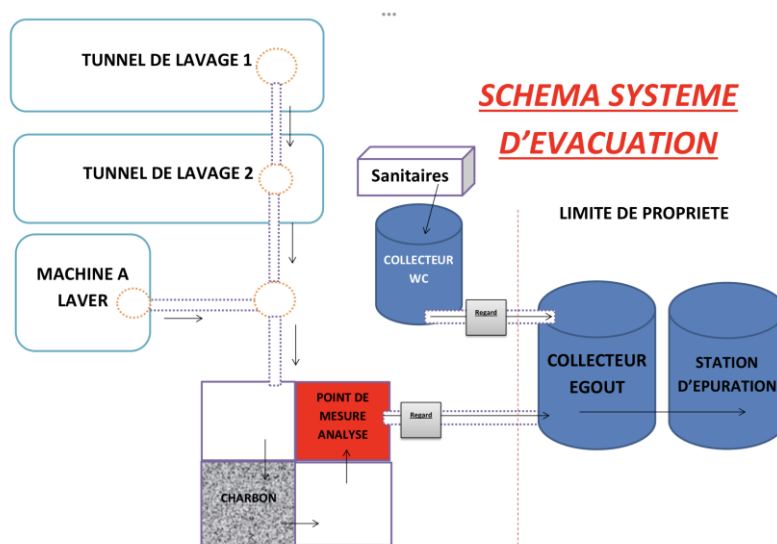 ...
TUNNEL DE LAVAGE 1
SCHEMA SYSTEME
D'EVACUATION
TUNNEL DE LAVAGE 2
Sanitaires
LIMITE DE PROPRIETE
MACHINE A
LAVER
COLLECTEUR
WC
Regard
COLLECTEUR
EGOUT
STATION
D'EPURATION
POINT DE
MESURE
ANALYSE
Regard
CHARBON